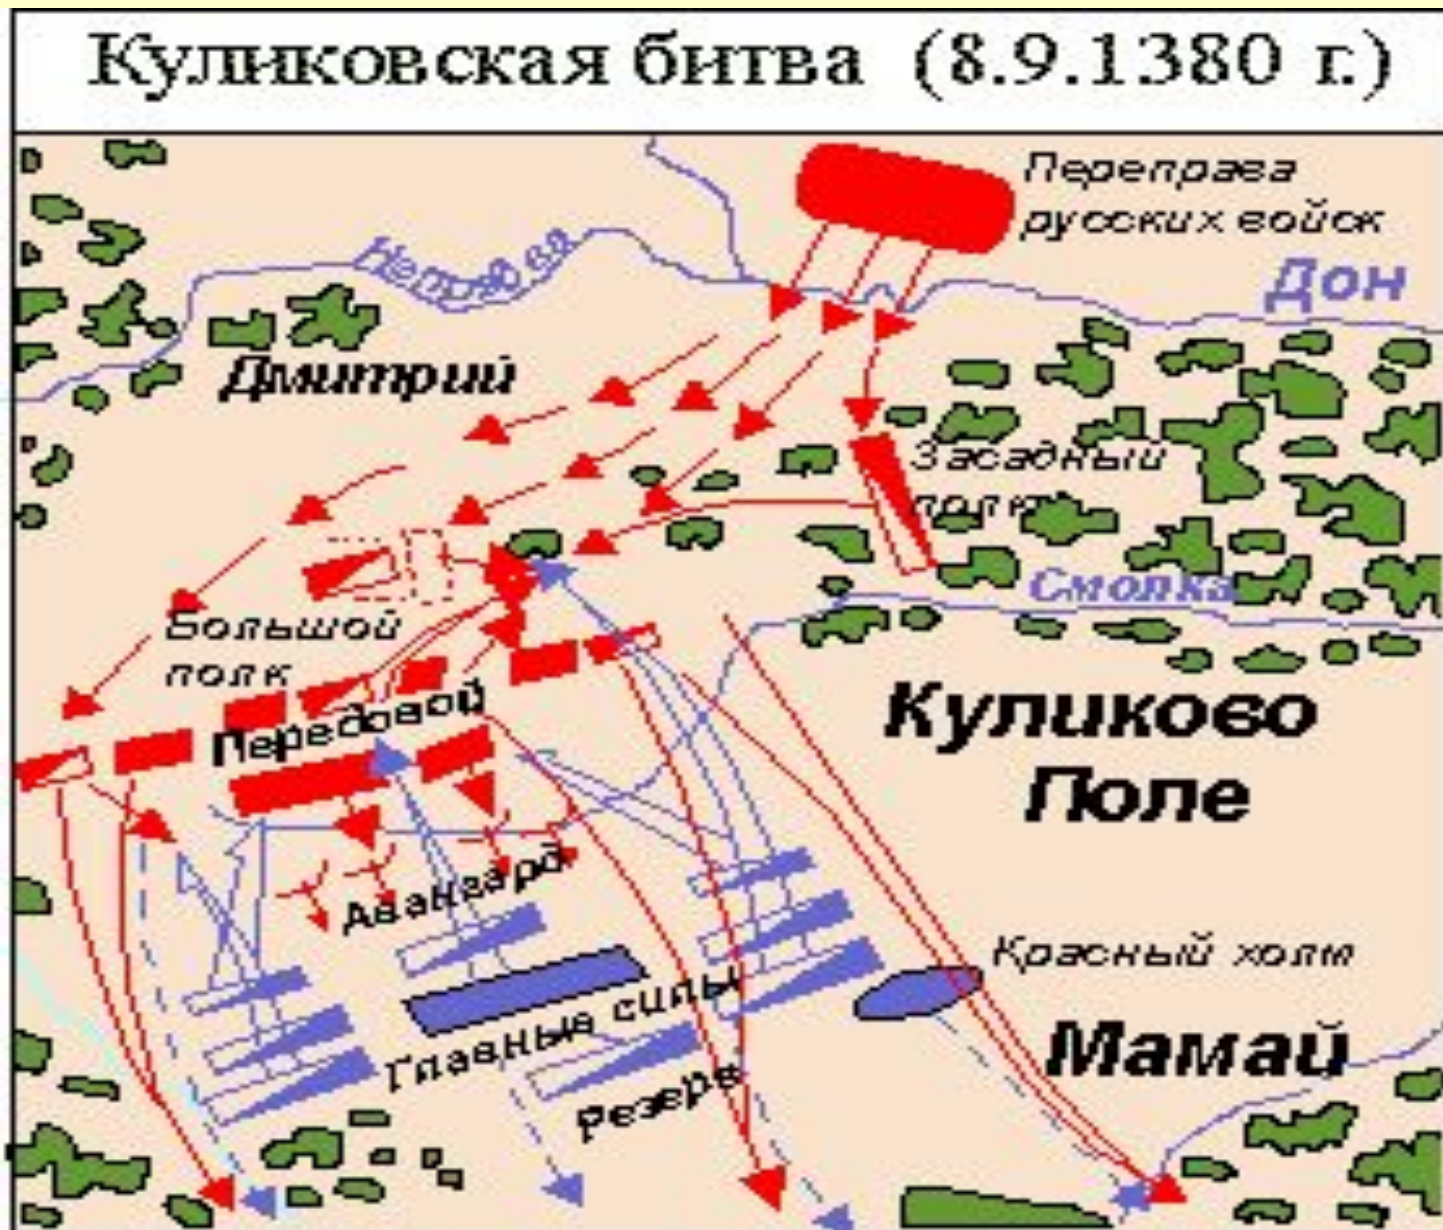 Куликовская битва (8.9.1380 г.)
Переправа
русских войск
Непрядва
Дон
Дмитрий
Засадный
полк
Смолка
Большой
полк
Передовой
Куликово
Поле
Авангард
Красный холм
Главные силы
Мамай
Резерв